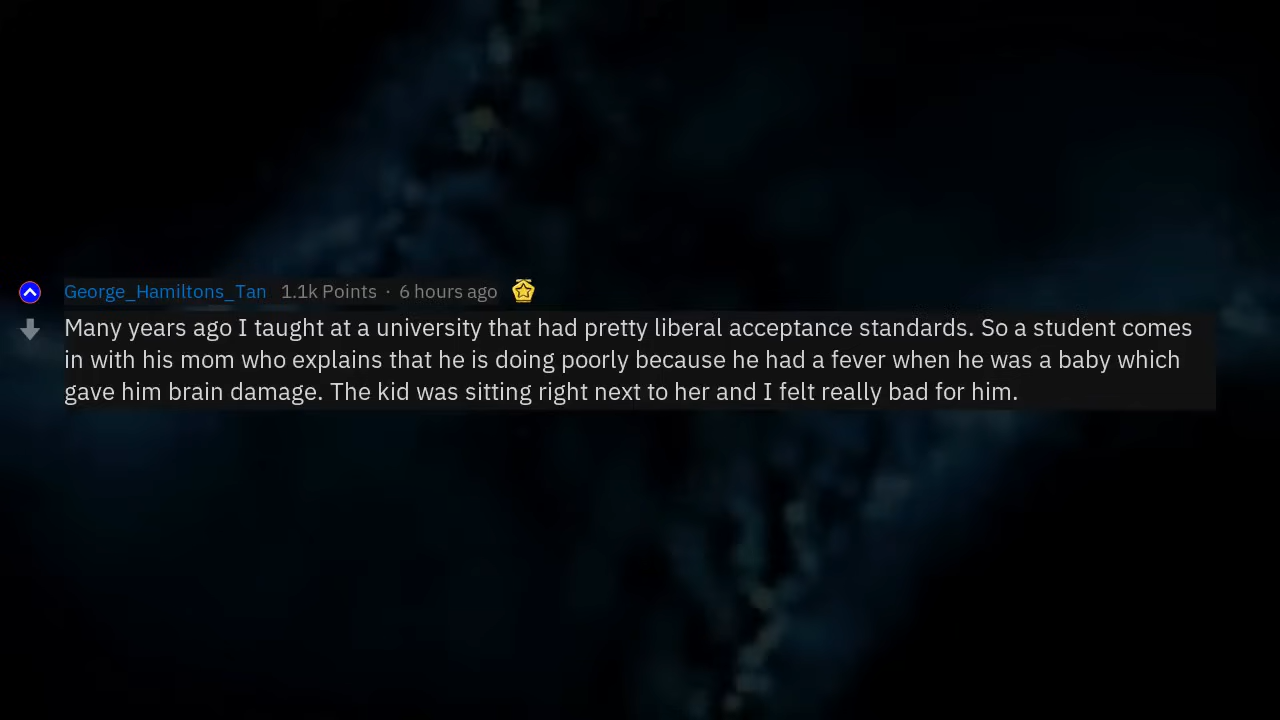 George_Hamiltons_Tan 1.1k Points · 6 hours ago
Many years ago I taught at a university that had pretty liberal acceptance standards. So a student comes
in with his mom who explains that he is doing poorly because he had a fever when he was a baby which
gave him brain damage. The kid was sitting right next to her and I felt really bad for him.